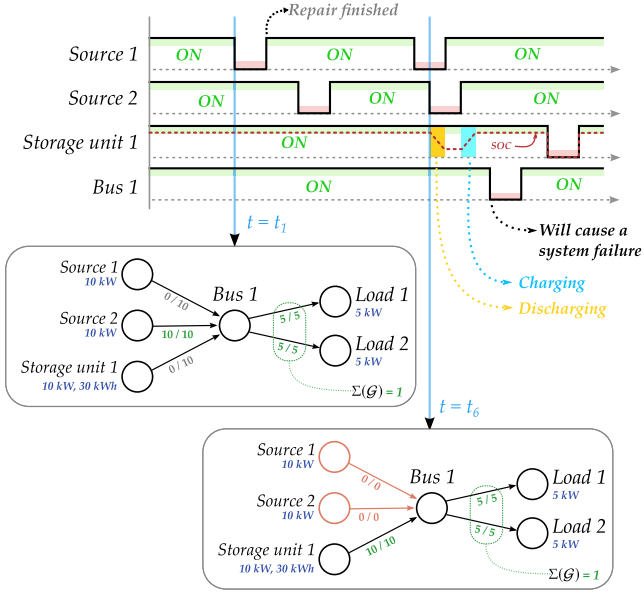 Repair finished
Source 1
ON
ON
ON
Source 2
ON
ON
ON
Storage unit 1
ON
SOC
Bus 1
ON
ON
t = t1
Will cause a
system failure
Charging
Discharging
Source 1
10 kW
0 / 10
Source 2
10 kW
10 / 10
Storage unit 1
10 kW, 30 kWh
0 / 10
Bus 1
5 / 5
5 / 5
Load 1
5 kW
Load 2
5 kW
Σ(𝒢) = 1
t = t6
Source 1
10 kW
0 / 0
Source 2
10 kW
0 / 0
Storage unit 1
10 kW, 30 kWh
10 / 10
Bus 1
5 / 5
5 / 5
Load 1
5 kW
Load 2
5 kW
Σ(𝒢) = 1